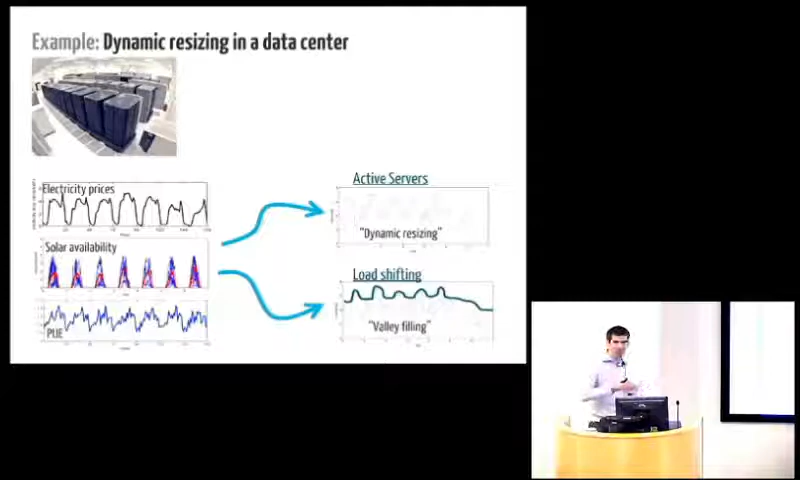 Example: Dynamic resizing in a data center
Electricity prices
Solar availability
PUE
Active Servers
"Dynamic resizing"
Load shifting
"Valley filling"